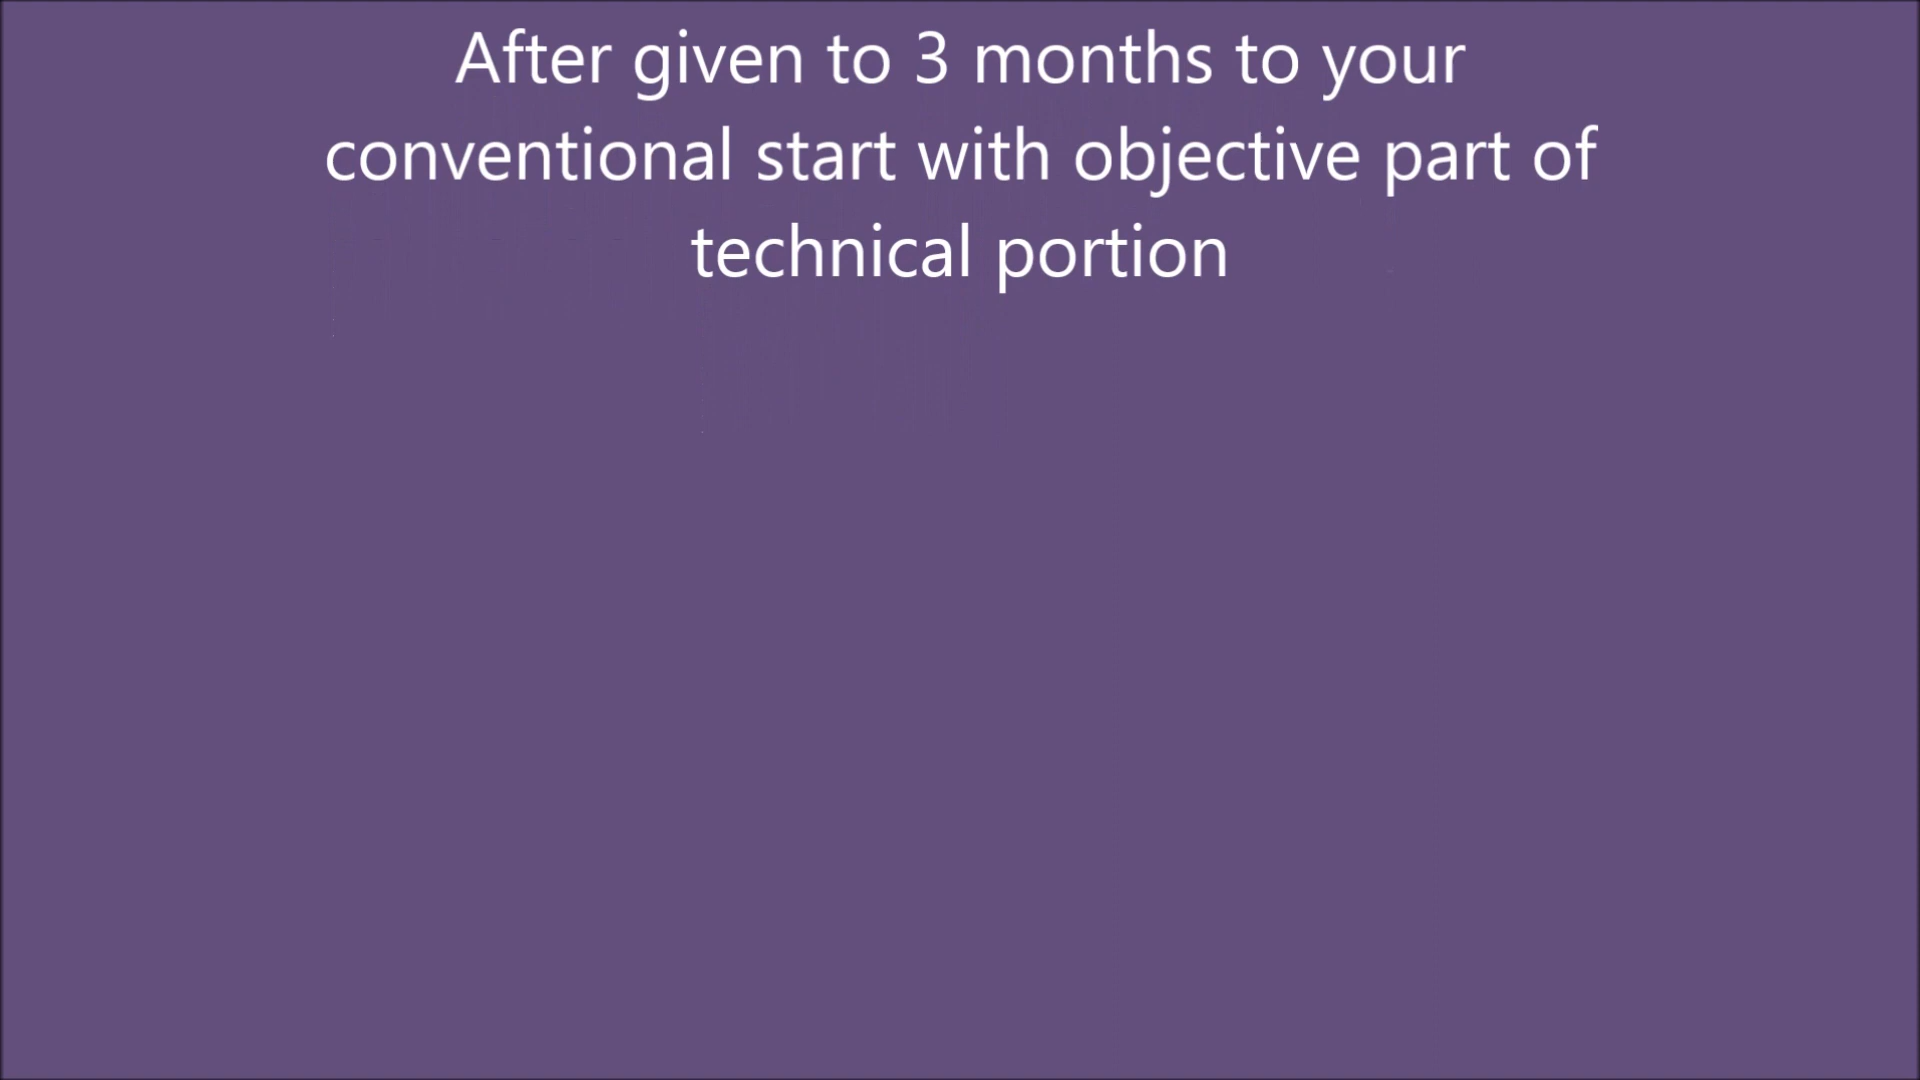 After given to 3 months to your
conventional start with objective part of
technical portion